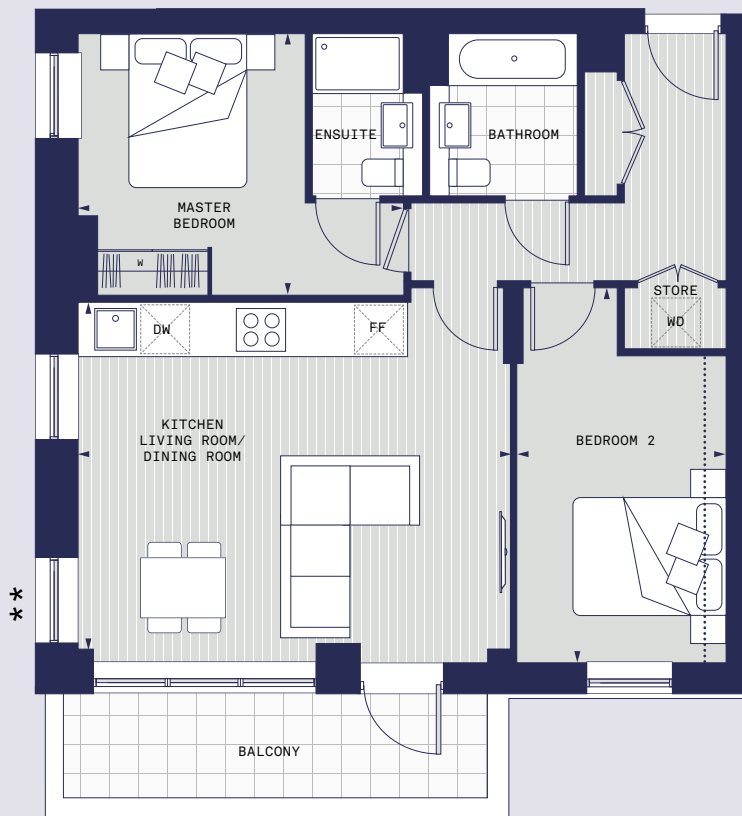 ENSUITE
BATHROOM
MASTER
BEDROOM
W
STORE
WD
DW
FF
KITCHEN
LIVING ROOM/
DINING ROOM
BEDROOM 2
**
BALCONY